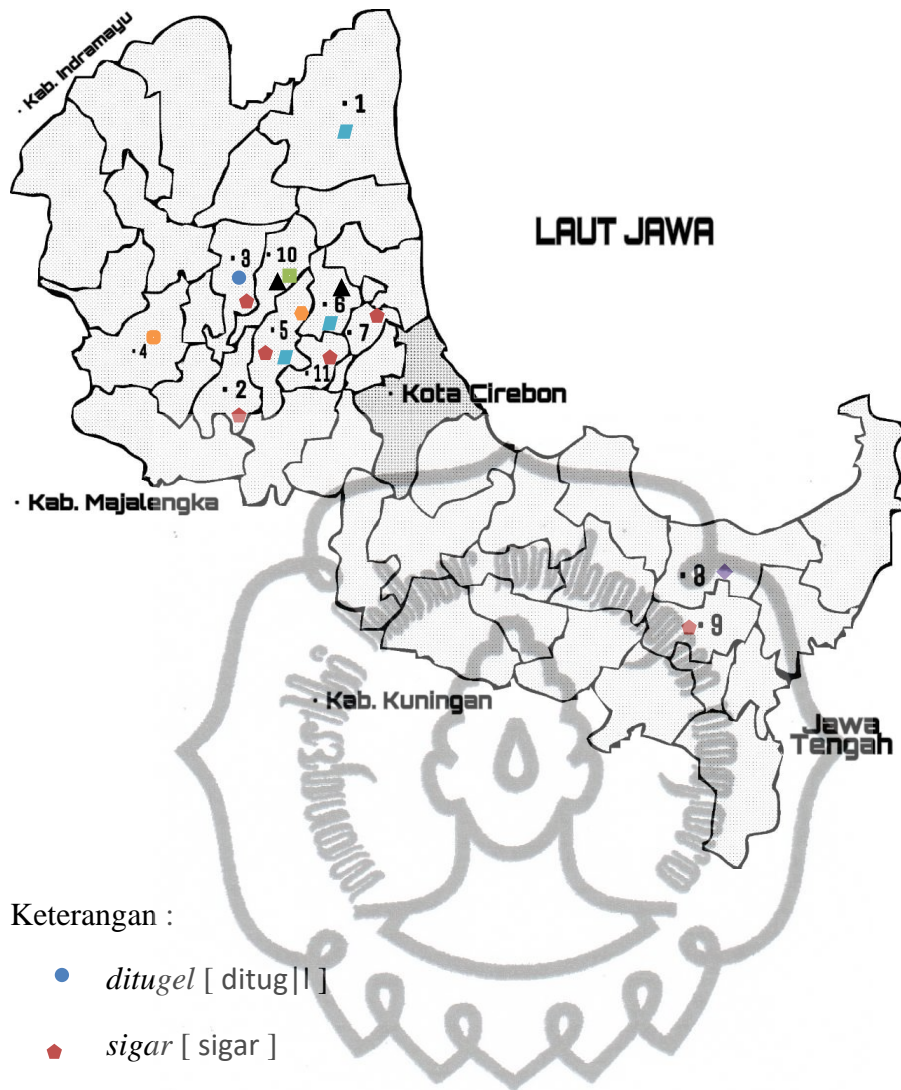 · Kab. Indramayu
· 1
LAUT JAWA
· 3
· 10
· 6
· 5
· 7
· 4
· 11
· 2
· Kota Cirebon
· Kab. Majalengka
· 8
· 9
· Kab. Kuningan
Jawa
Tengah
Keterangan :
ditugel [ ditug||l ]
sigar [ sigar ]